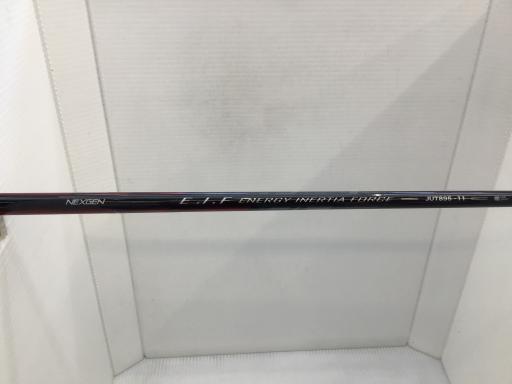 NEXGEN E.I.F ENERGY INERTIA FORCE JUT895-11